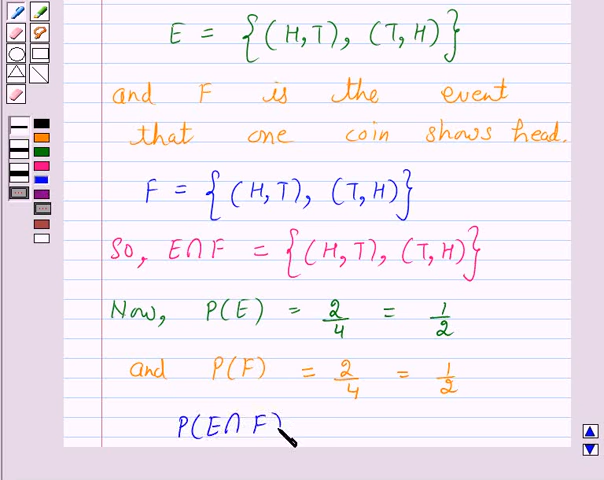 E = {(H,T), (T,H)}
and F is the event
that one coin shows head.
F = {(H,T), (T,H)}
So, E∩F = {(H,T), (T,H)}
Now, P(E) = 2/4 = 1/2
and P(F) = 2/4 = 1/2
P(E∩F)